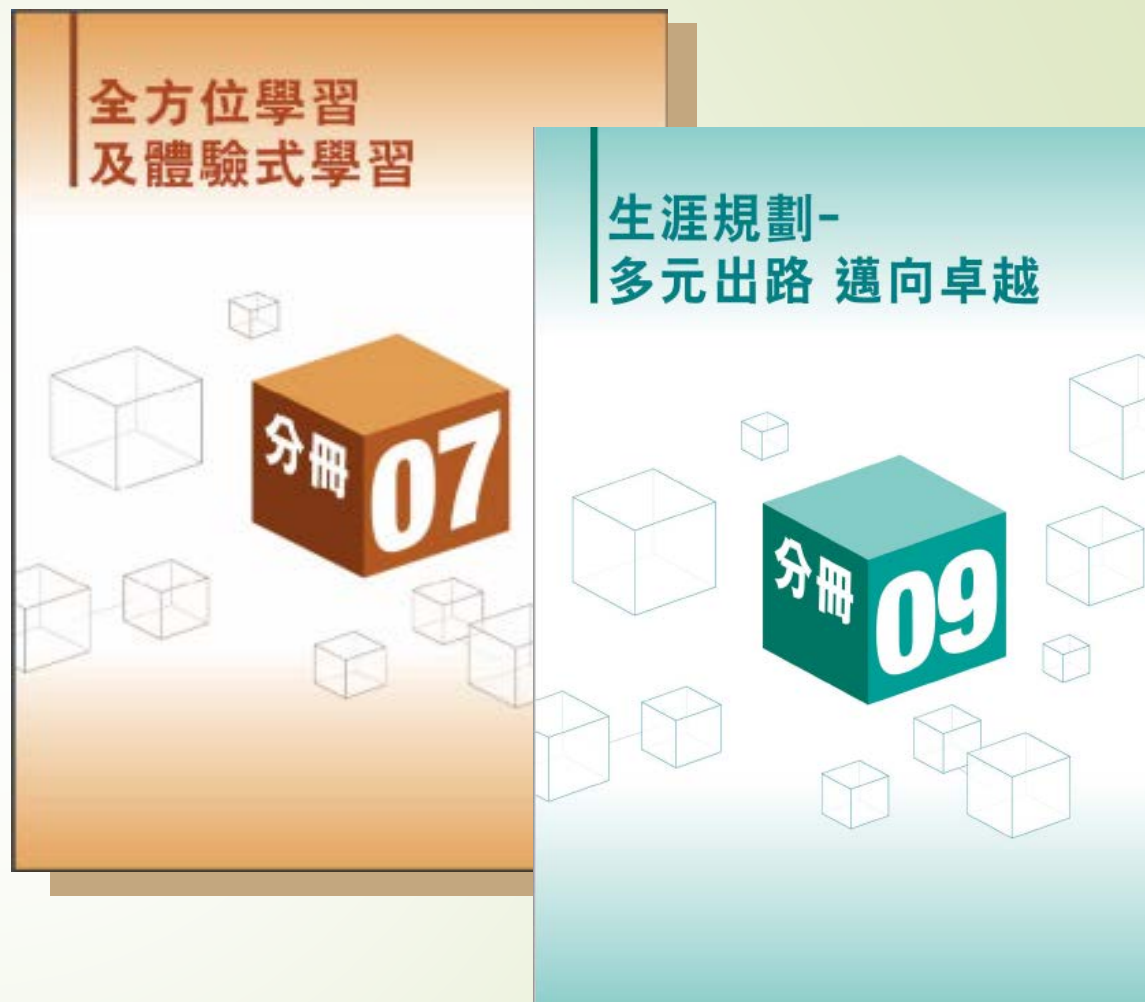 全方位學習
及體驗式學習
分冊 07
生涯規劃-
多元出路 邁向卓越
分冊 09